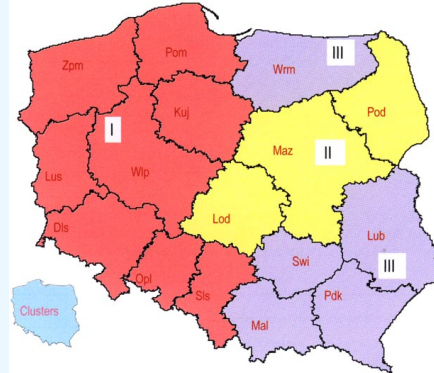 Pom
III
Zpm
Wrm
Kuj
Pod
I
Maz
II
Lus
Wlp
Lod
Dls
Lub
Swi
III
Opl
Sls
Pdk
Clusters
Mal